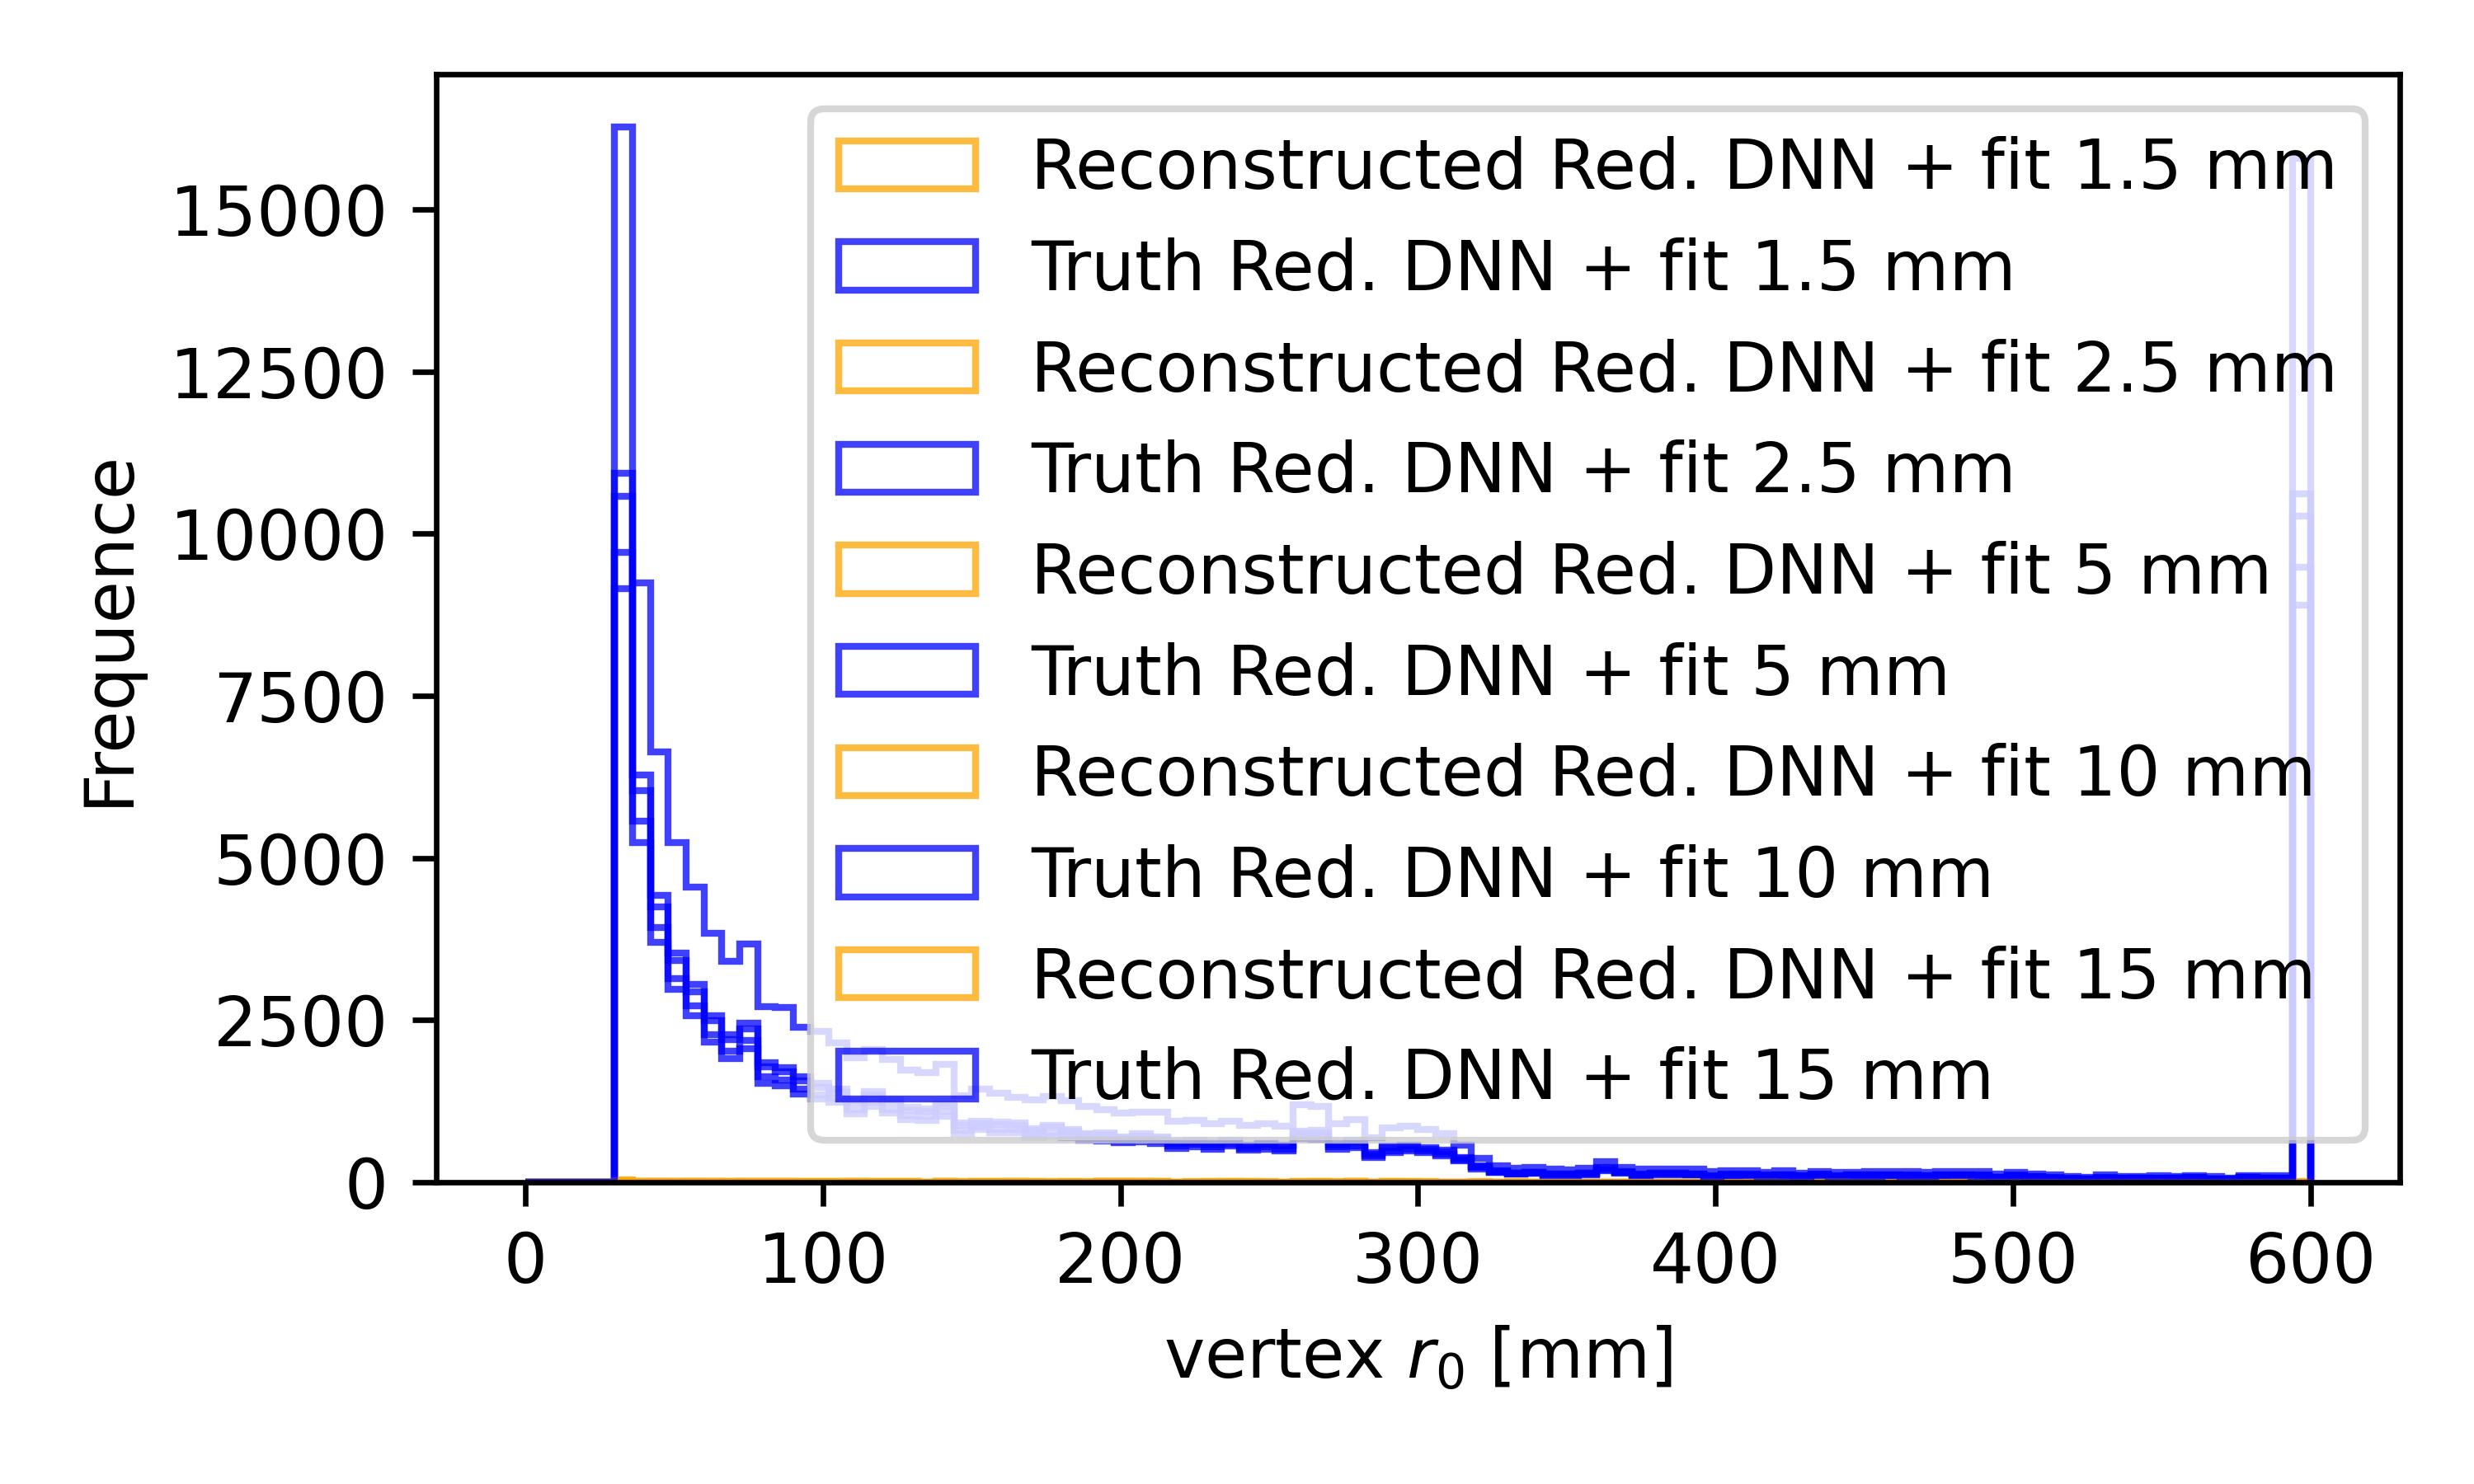 Reconstructed Red. DNN + fit 1.5 mm
Truth Red. DNN + fit 1.5 mm
Reconstructed Red. DNN + fit 2.5 mm
Truth Red. DNN + fit 2.5 mm
Reconstructed Red. DNN + fit 5 mm
Truth Red. DNN + fit 5 mm
Reconstructed Red. DNN + fit 10 mm
Truth Red. DNN + fit 10 mm
Reconstructed Red. DNN + fit 15 mm
Truth Red. DNN + fit 15 mm
Frequence
15000
12500
10000
7500
5000
2500
0
0 100 200 300 400 500 600
vertex r₀ [mm]